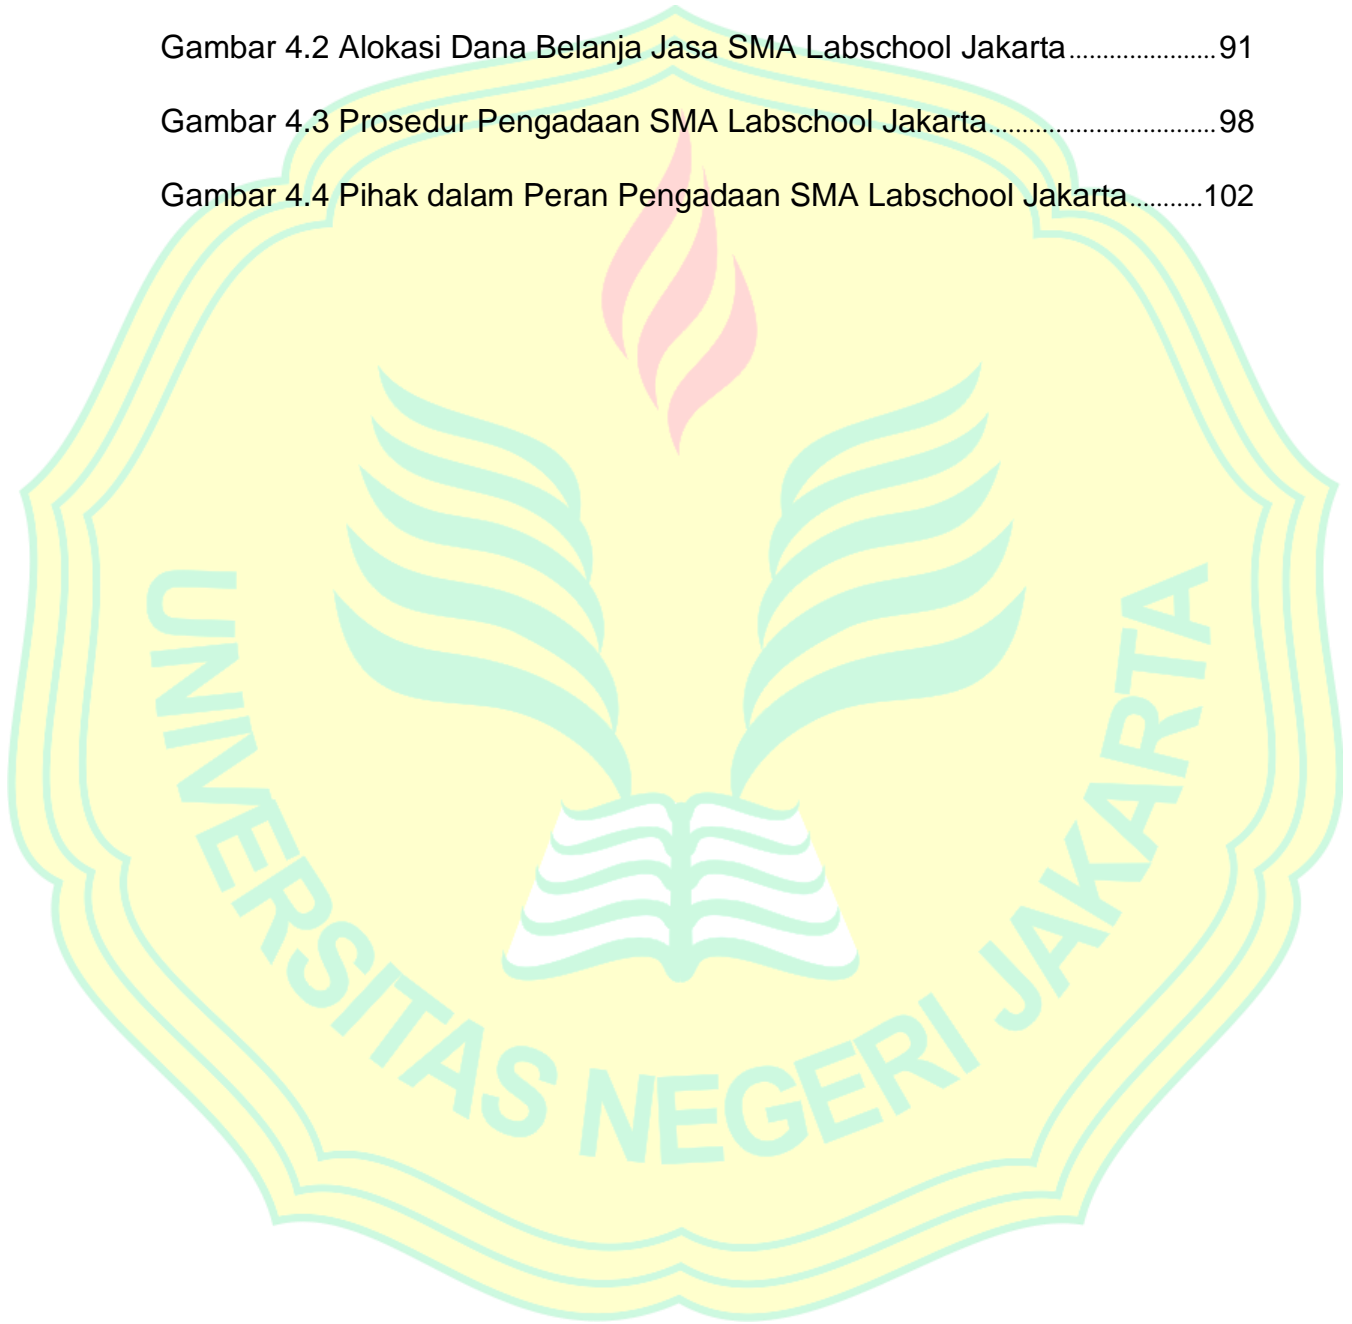 Gambar 4.2 Alokasi Dana Belanja Jasa SMA Labschool Jakarta.....................91
Gambar 4.3 Prosedur Pengadaan SMA Labschool Jakarta.................................98
Gambar 4.4 Pihak dalam Peran Pengadaan SMA Labschool Jakarta..........102
UNIVERSITAS NEGERI JAKARTA